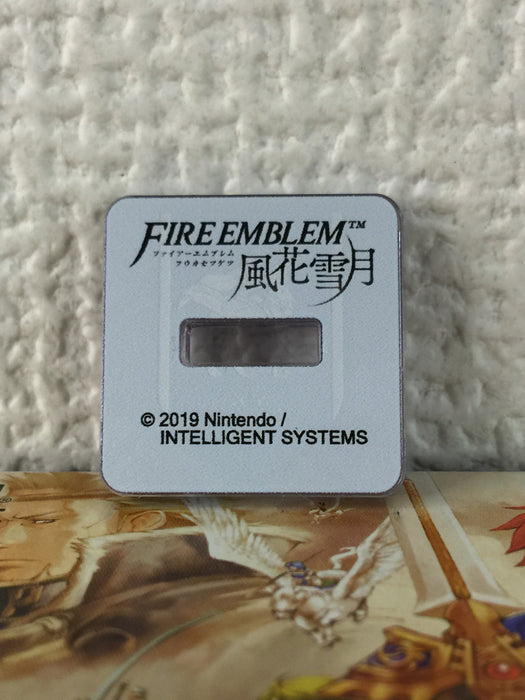 FIRE EMBLEM™
ファイアーエムブレム
フウカセツゲツ
風花雪月
© 2019 Nintendo /
INTELLIGENT SYSTEMS